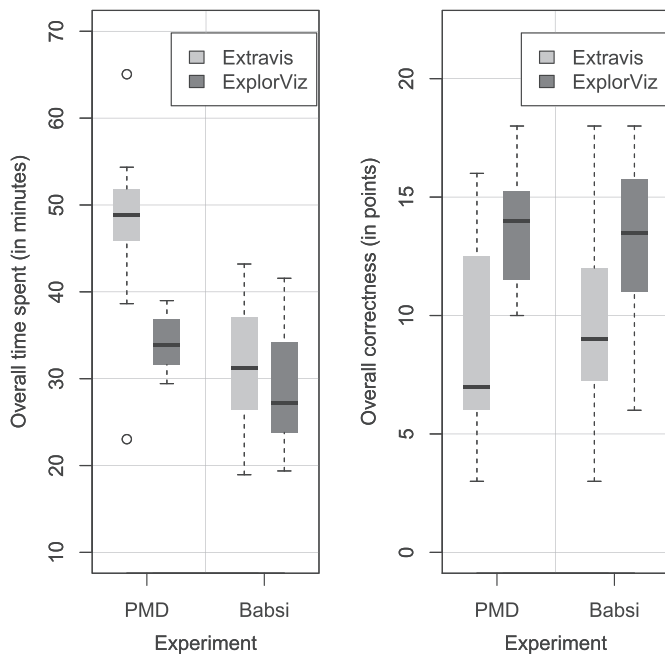 Overall time spent (in minutes)
70
60
50
40
30
20
10
Extravis
ExplorViz
PMD
Babsi
Experiment
Overall correctness (in points)
20
15
10
5
0
Extravis
ExplorViz
PMD
Babsi
Experiment